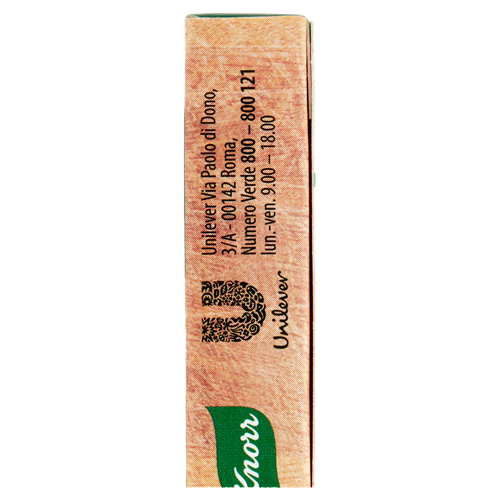 Unilever Via Paolo di Dono,
3/A - 00142 Roma,
Numero Verde 800 – 800 121
lun.-ven. 9.00 – 18.00
Unilever
Knorr